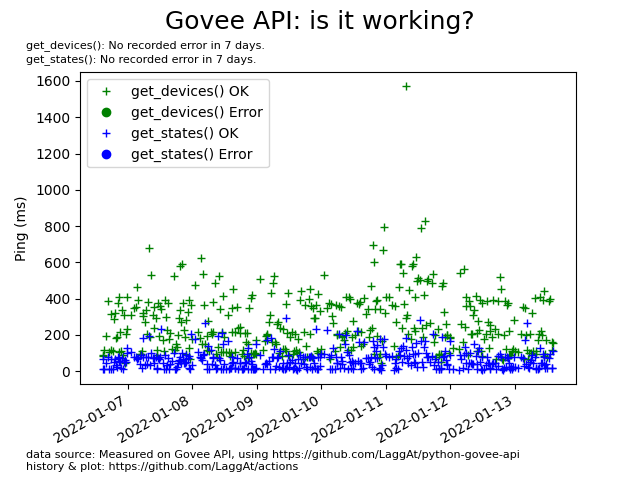 Govee API: is it working?
get_devices(): No recorded error in 7 days.
get_states(): No recorded error in 7 days.
1600
1400
1200
1000
800
600
400
200
0
Ping (ms)
get_devices() OK
get_devices() Error
get_states() OK
get_states() Error
2022-01-07
2022-01-08
2022-01-09
2022-01-10
2022-01-11
2022-01-12
2022-01-13
data source: Measured on Govee API, using https://github.com/LaggAt/python-govee-api
history & plot: https://github.com/LaggAt/actions